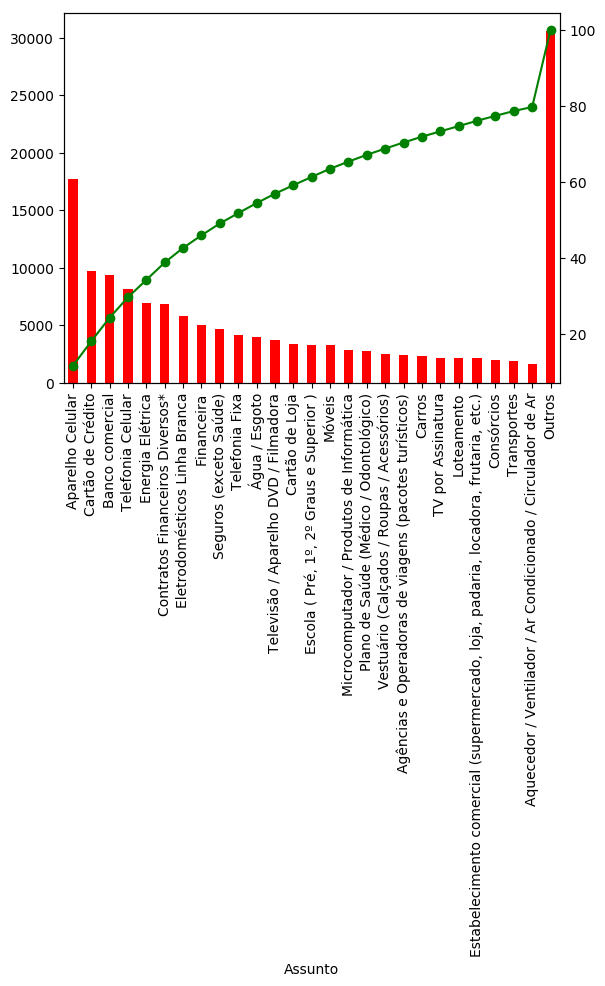 30000
25000
20000
15000
10000
5000
0
100
80
60
40
20
Aparelho Celular
Cartão de Crédito
Banco comercial
Telefonia Celular
Energia Elétrica
Contratos Financeiros Diversos*
Eletrodomésticos Linha Branca
Financeira
Seguros (exceto Saúde)
Telefonia Fixa
Água / Esgoto
Televisão / Aparelho DVD / Filmadora
Cartão de Loja
Escola ( Pré, 1º, 2º Graus e Superior )
Móveis
Microcomputador / Produtos de Informática
Plano de Saúde (Médico / Odontológico)
Vestuário (Calçados / Roupas / Acessórios)
Agências e Operadoras de viagens (pacotes turísticos)
Carros
TV por Assinatura
Loteamento
Estabelecimento comercial (supermercado, loja, padaria, locadora, frutaria, etc.)
Consórcios
Transportes
Aquecedor / Ventilador / Ar Condicionado / Circulador de Ar
Outros
Assunto